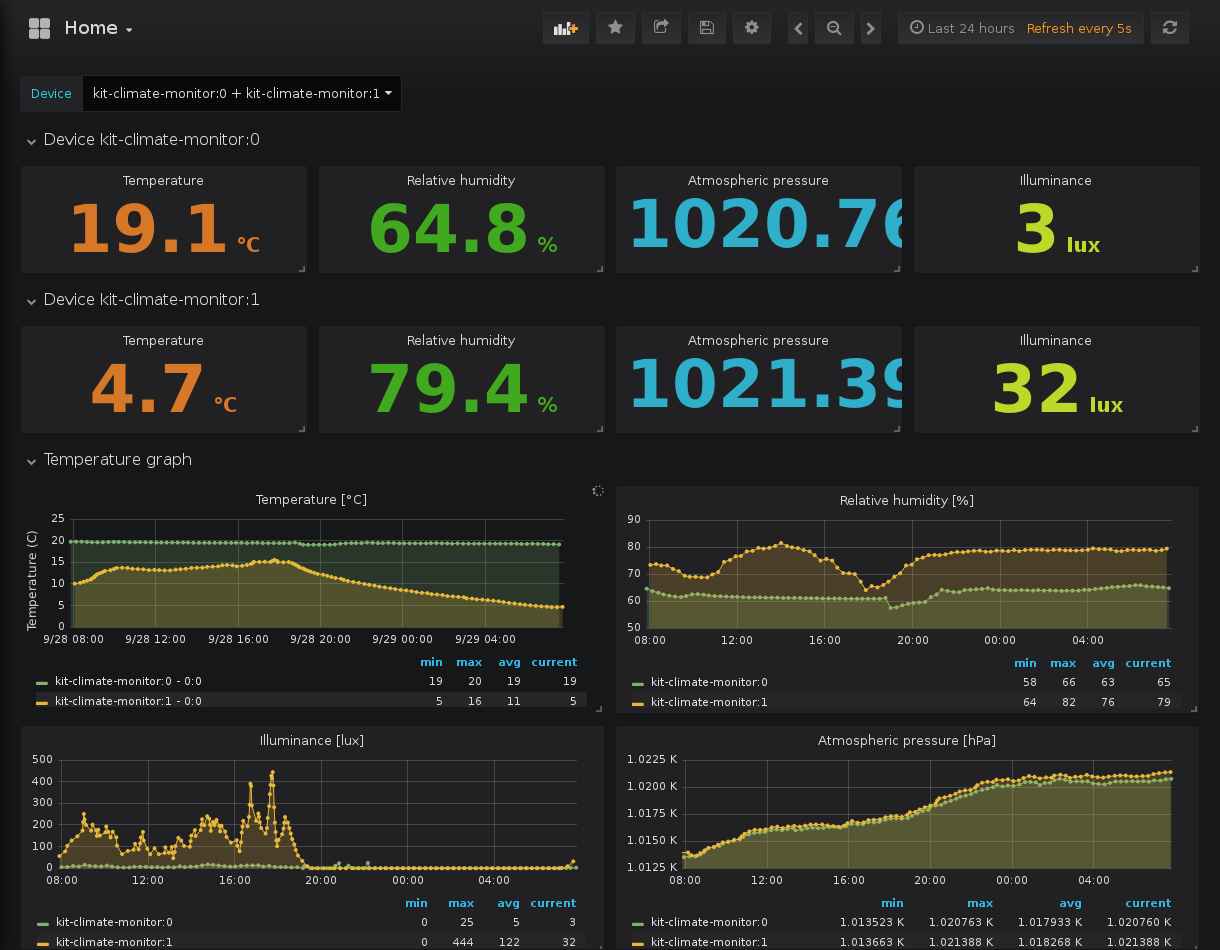 Home
Last 24 hours Refresh every 5s
Device kit-climate-monitor:0 + kit-climate-monitor:1
Device kit-climate-monitor:0
Temperature Relative humidity Atmospheric pressure Illuminance
19.1 °C 64.8 % 1020.76 3 lux
Device kit-climate-monitor:1
Temperature Relative humidity Atmospheric pressure Illuminance
4.7 °C 79.4 % 1021.39 32 lux
Temperature graph
Temperature [°C]
Temperature (C)
25
20
15
10
5
0
9/28 08:00 9/28 12:00 9/28 16:00 9/28 20:00 9/29 00:00 9/29 04:00
min max avg current
kit-climate-monitor:0 - 0:0 19 20 19 19
kit-climate-monitor:1 - 0:0 5 16 11 5
Relative humidity [%]
90
80
70
60
50
08:00 12:00 16:00 20:00 00:00 04:00
min max avg current
kit-climate-monitor:0 58 66 63 65
kit-climate-monitor:1 64 82 76 79
Illuminance [lux]
500
400
300
200
100
0
08:00 12:00 16:00 20:00 00:00 04:00
min max avg current
kit-climate-monitor:0 0 25 5 3
kit-climate-monitor:1 0 444 122 32
Atmospheric pressure [hPa]
1.0225 K
1.0200 K
1.0175 K
1.0150 K
1.0125 K
08:00 12:00 16:00 20:00 00:00 04:00
min max avg current
kit-climate-monitor:0 1.013523 K 1.020763 K 1.017933 K 1.020760 K
kit-climate-monitor:1 1.013663 K 1.021388 K 1.018268 K 1.021388 K